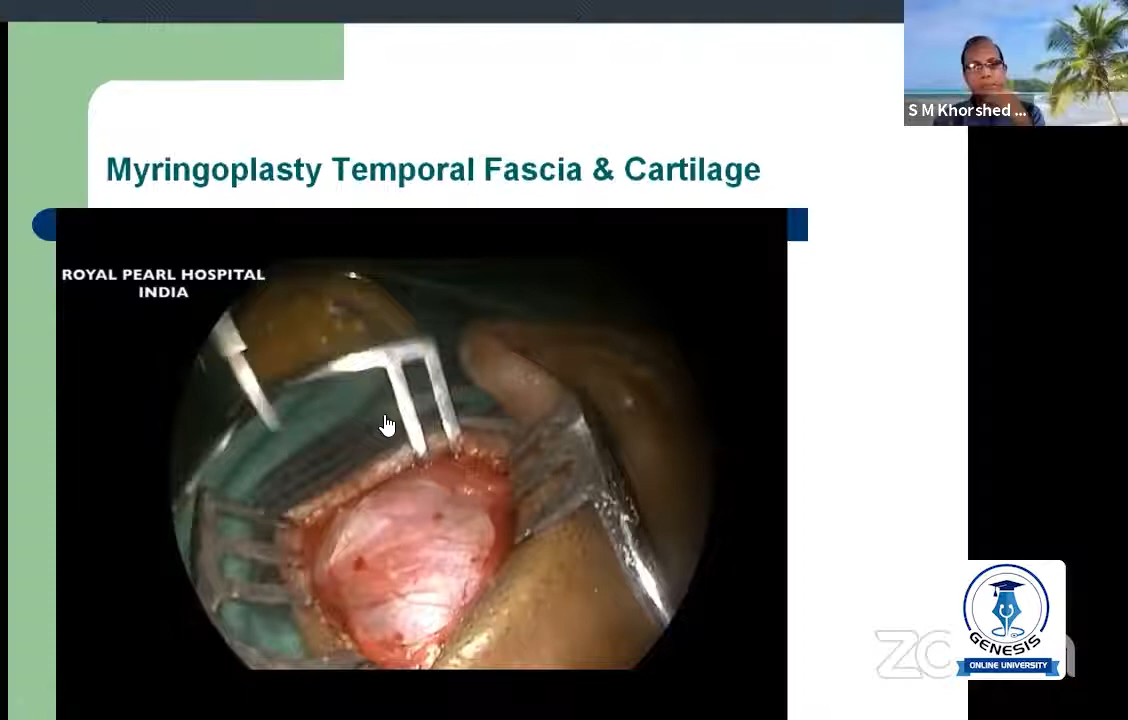 S M Khorshed ...
Myringoplasty Temporal Fascia & Cartilage
ROYAL PEARL HOSPITAL
INDIA
GENESIS
ONLINE UNIVERSITY